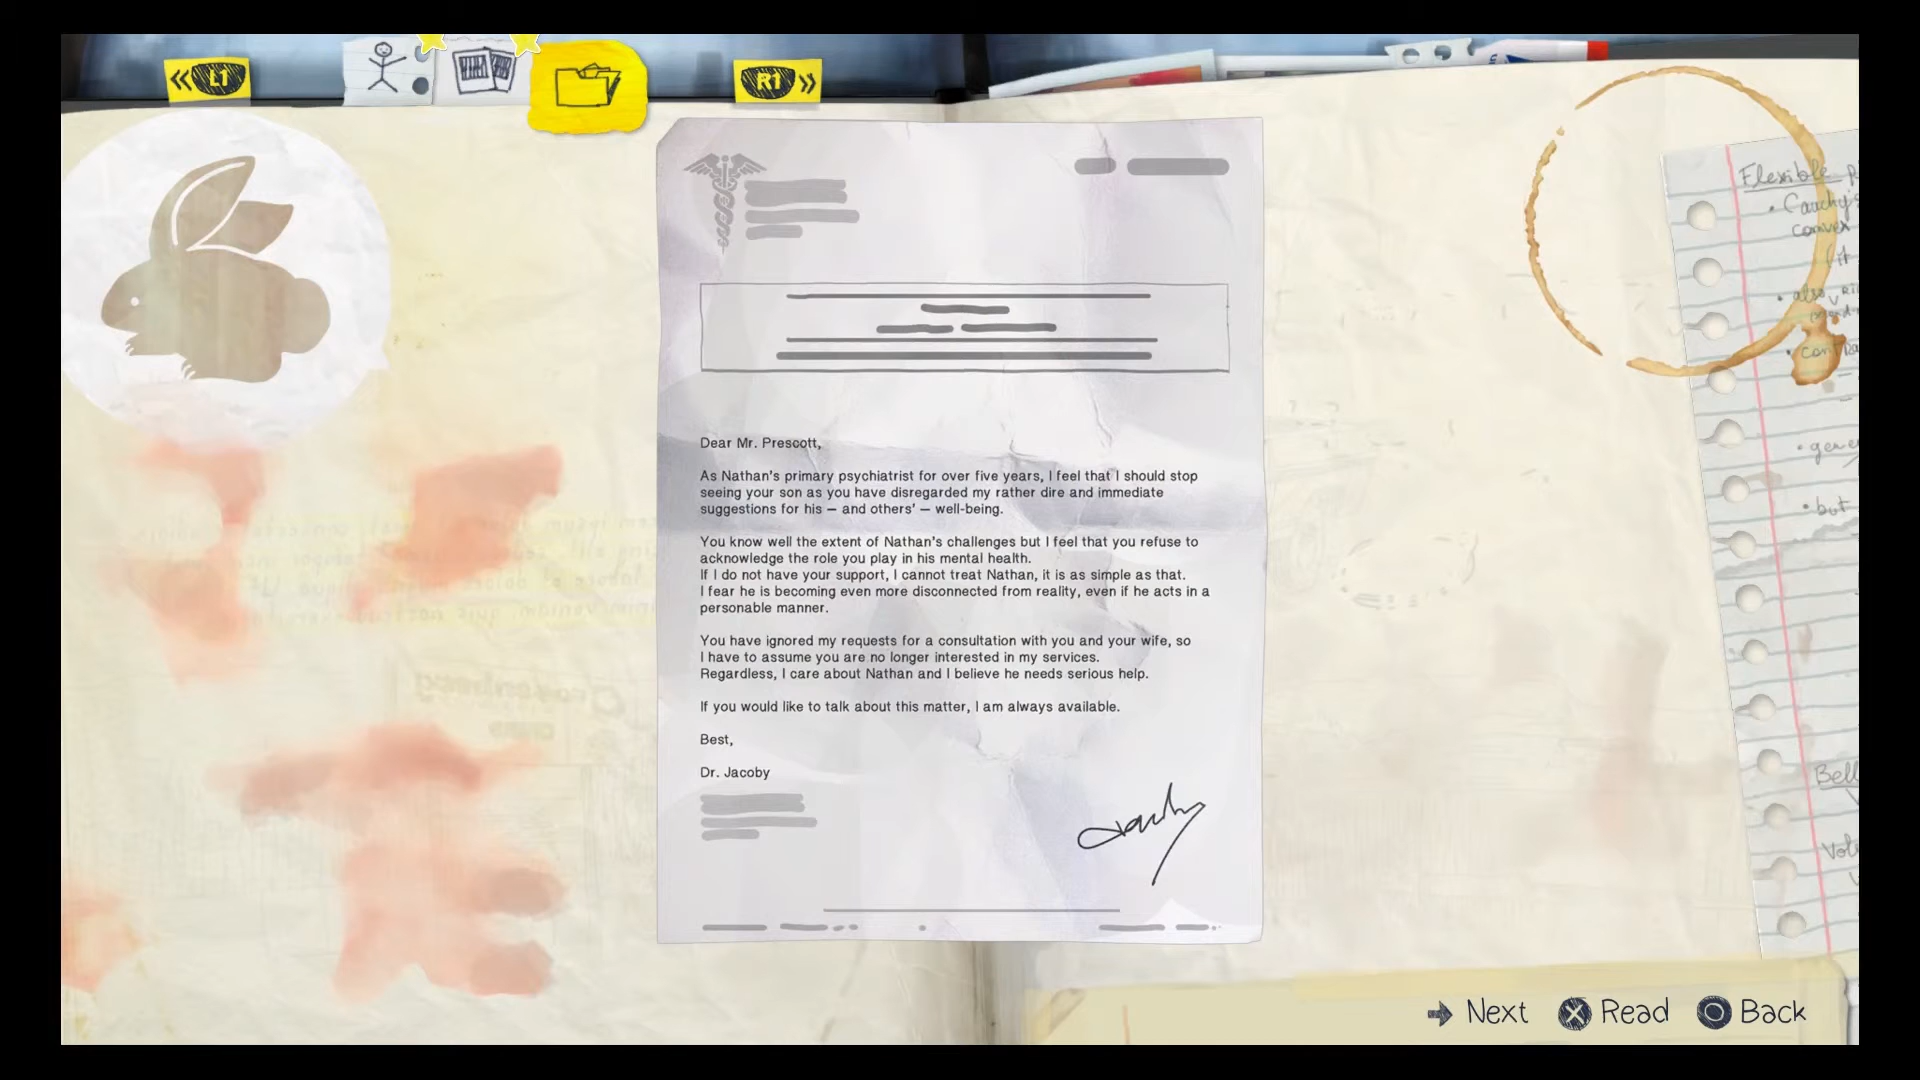 L1
R1
Flexible
Cauchy's
convex
(it
also
Dear Mr. Prescott,
As Nathan's primary psychiatrist for over five years, I feel that I should stop
seeing your son as you have disregarded my rather dire and immediate
suggestions for his – and others' – well-being.
You know well the extent of Nathan's challenges but I feel that you refuse to
acknowledge the role you play in his mental health.
If I do not have your support, I cannot treat Nathan, it is as simple as that.
I fear he is becoming even more disconnected from reality, even if he acts in a
personable manner.
You have ignored my requests for a consultation with you and your wife, so
I have to assume you are no longer interested in my services.
Regardless, I care about Nathan and I believe he needs serious help.
If you would like to talk about this matter, I am always available.
Best,
Dr. Jacoby
but
Next Read Back